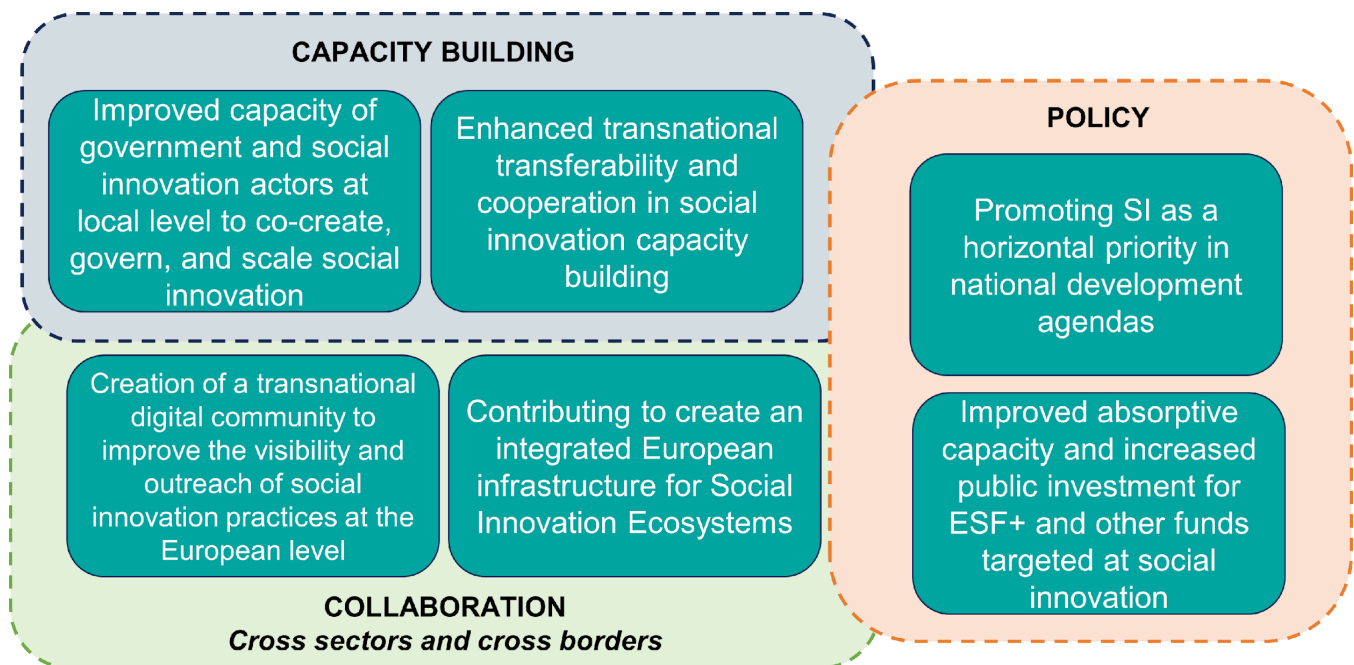 CAPACITY BUILDING
Improved capacity of
government and social
innovation actors at
local level to co-create,
govern, and scale social
innovation
Enhanced transnational
transferability and
cooperation in social
innovation capacity
building
Creation of a transnational
digital community to
improve the visibility and
outreach of social
innovation practices at the
European level
Contributing to create an
integrated European
infrastructure for Social
Innovation Ecosystems
COLLABORATION
Cross sectors and cross borders
POLICY
Promoting SI as a
horizontal priority in
national development
agendas
Improved absorptive
capacity and increased
public investment for
ESF+ and other funds
targeted at social
innovation